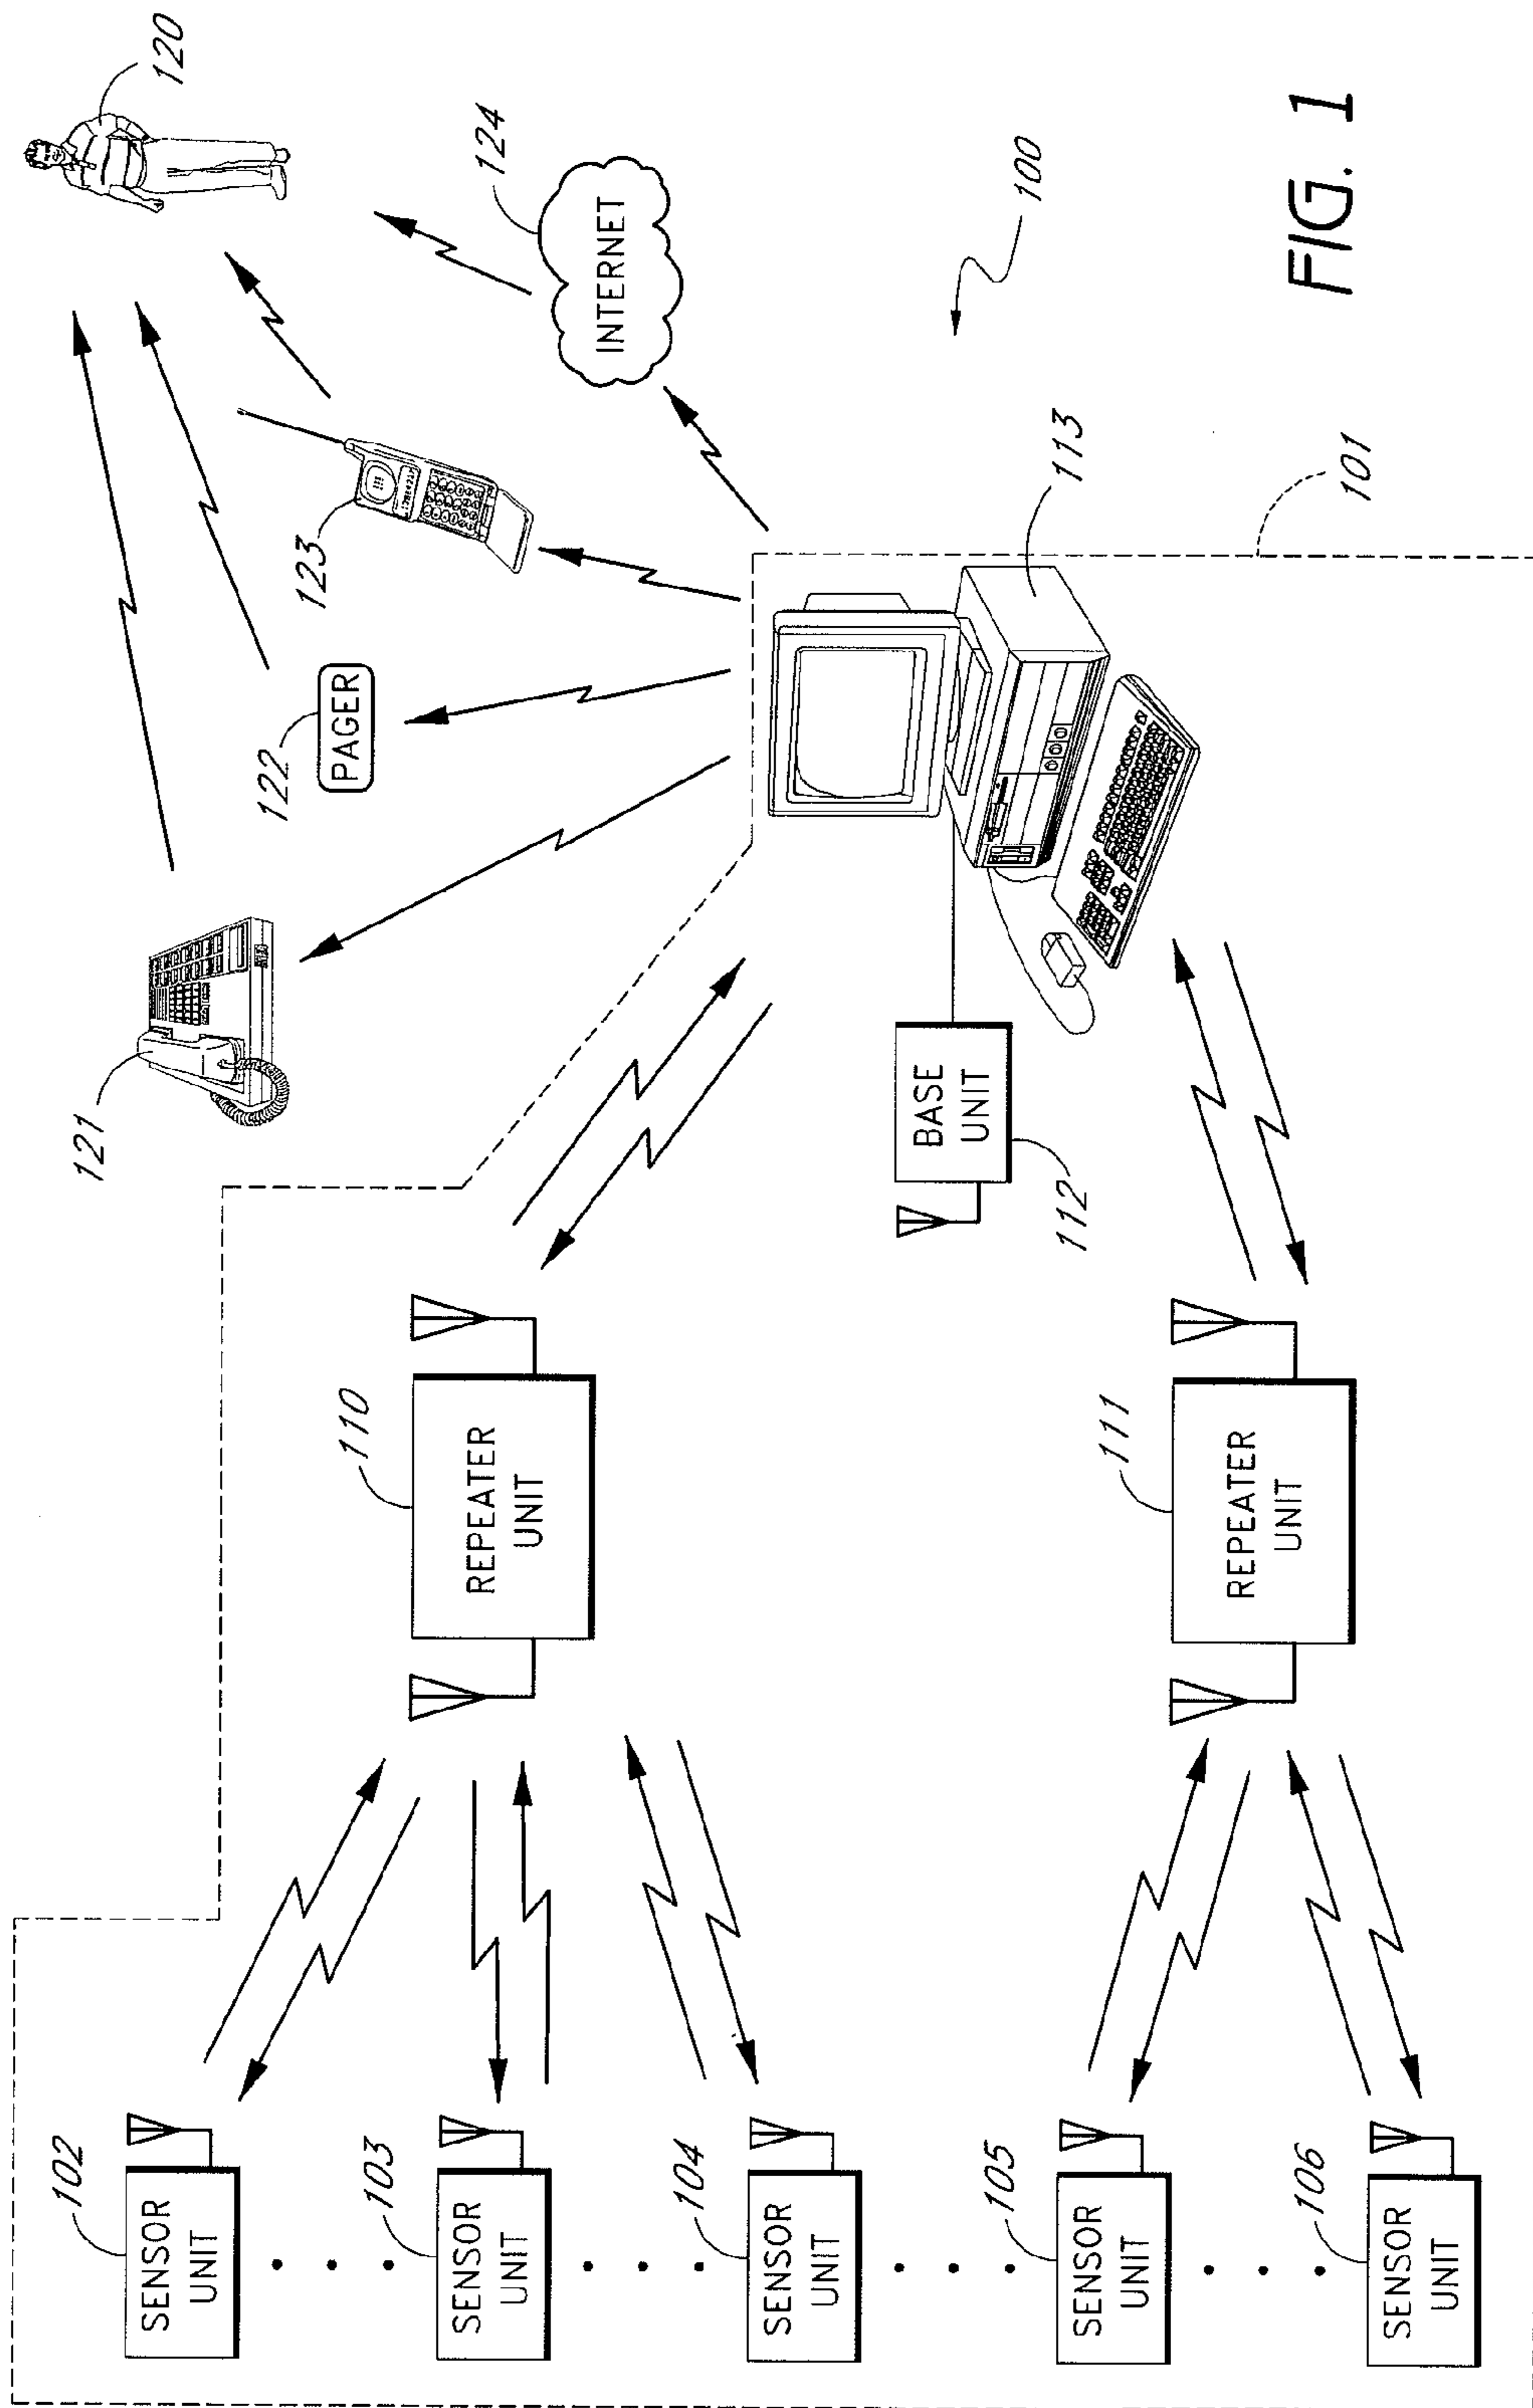 120
124
INTERNET
100
FIG. 1
123
122
PAGER
113
101
121
BASE
UNIT
112
110
REPEATER
UNIT
111
REPEATER
UNIT
102
SENSOR
UNIT
103
SENSOR
UNIT
104
SENSOR
UNIT
105
SENSOR
UNIT
106
SENSOR
UNIT